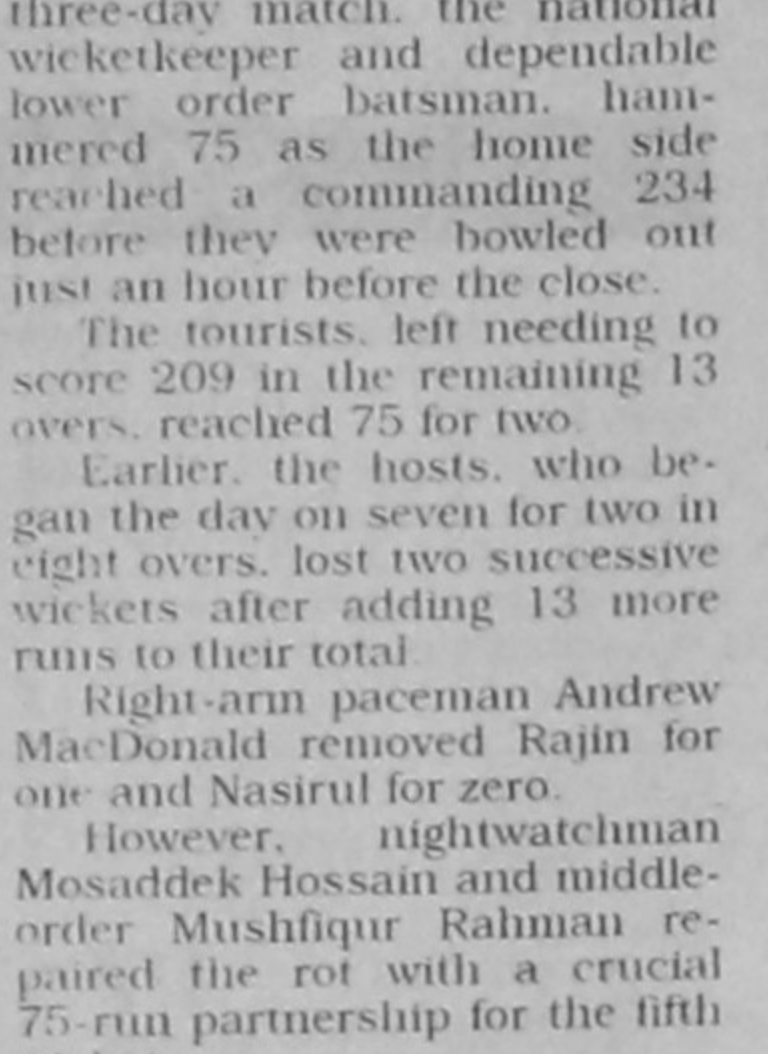 three-day match. the national
wicketkeeper and dependable
lower order batsman, ham-
mered 75 as the home side
reached a commanding 234
before they were bowled out
just an hour before the close.
The tourists, left needing to
score 209 in the remaining 13
overs, reached 75 for two.
Earlier, the hosts, who be-
gan the day on seven for two in
eight overs, lost two successive
wickets after adding 13 more
runs to their total.
Right-arm paceman Andrew
MacDonald removed Rajin for
one and Nasirul for zero.
However, nightwatchman
Mosaddek Hossain and middle-
order Mushfiqur Rahman re-
paired the rot with a crucial
75-run partnership for the fifth